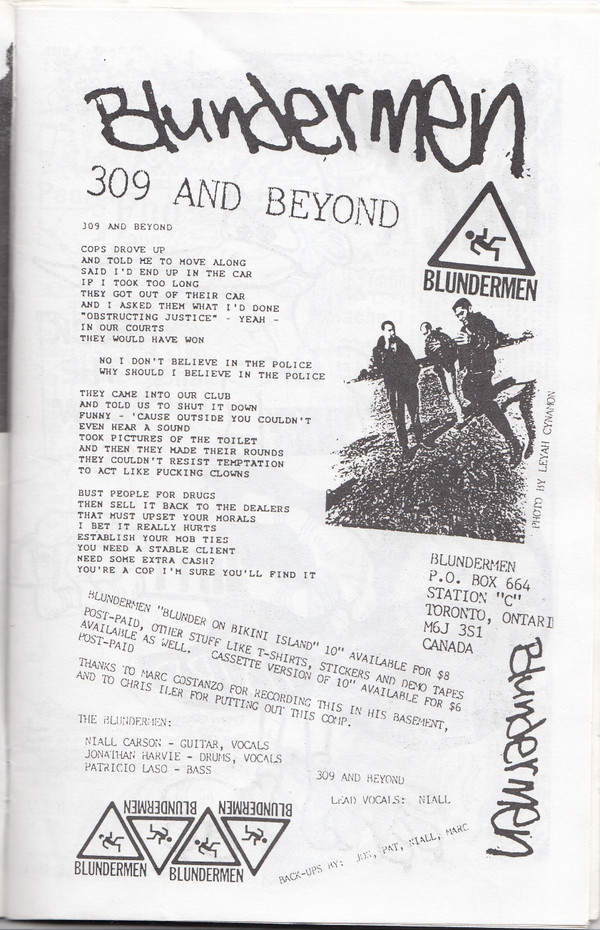 Blundermen
309 AND BEYOND
BLUNDERMEN
309 AND BEYOND
COPS DROVE UP
AND TOLD ME TO MOVE ALONG
SAID I'D END UP IN THE CAR
IF I TOOK TOO LONG
THEY GOT OUT OF THEIR CAR
AND I ASKED THEM WHAT I'D DONE
"OBSTRUCTING JUSTICE" - YEAH -
IN OUR COURTS
THEY WOULD HAVE WON
NO I DON'T BELIEVE IN THE POLICE
WHY SHOULD I BELIEVE IN THE POLICE
THEY CAME INTO OUR CLUB
AND TOLD US TO SHUT IT DOWN
FUNNY - 'CAUSE OUTSIDE YOU COULDN'T
EVEN HEAR A SOUND
TOOK PICTURES OF THE TOILET
AND THEN THEY MADE THEIR ROUNDS
THEY COULDN'T RESIST TEMPTATION
TO ACT LIKE FUCKING CLOWNS
BUST PEOPLE FOR DRUGS
THEN SELL IT BACK TO THE DEALERS
THAT MUST UPSET YOUR MORALS
I BET IT REALLY HURTS
ESTABLISH YOUR MOB TIES
YOU NEED A STABLE CLIENT
NEED SOME EXTRA CASH?
YOU'RE A COP I'M SURE YOU'LL FIND IT
PHOTO BY LEYAH CYNAMON
BLUNDERMEN
P.O. BOX 664
STATION "C"
TORONTO, ONTARI
M6J 3S1
CANADA
BLUNDERMEN "BLUNDER ON BIKINI ISLAND" 10" AVAILABLE FOR $8
POST-PAID, OTHER STUFF LIKE T-SHIRTS, STICKERS AND DEMO TAPES
AVAILABLE AS WELL. CASSETTE VERSION OF 10" AVAILABLE FOR $6
POST-PAID
THANKS TO MARC COSTANZO FOR RECORDING THIS IN HIS BASEMENT,
AND TO CHRIS ILER FOR PUTTING OUT THIS COMP.
Blundermen
THE BLUNDERMEN:
NIALL CARSON - GUITAR, VOCALS
JONATHAN HARVIE - DRUMS, VOCALS
PATRICIO LASO - BASS
309 AND BEYOND
LEAD VOCALS: NIALL
BACK-UPS BY: JON, PAT, NIALL, MARC
BLUNDERMEN BLUNDERMEN
BLUNDERMEN BLUNDERMEN